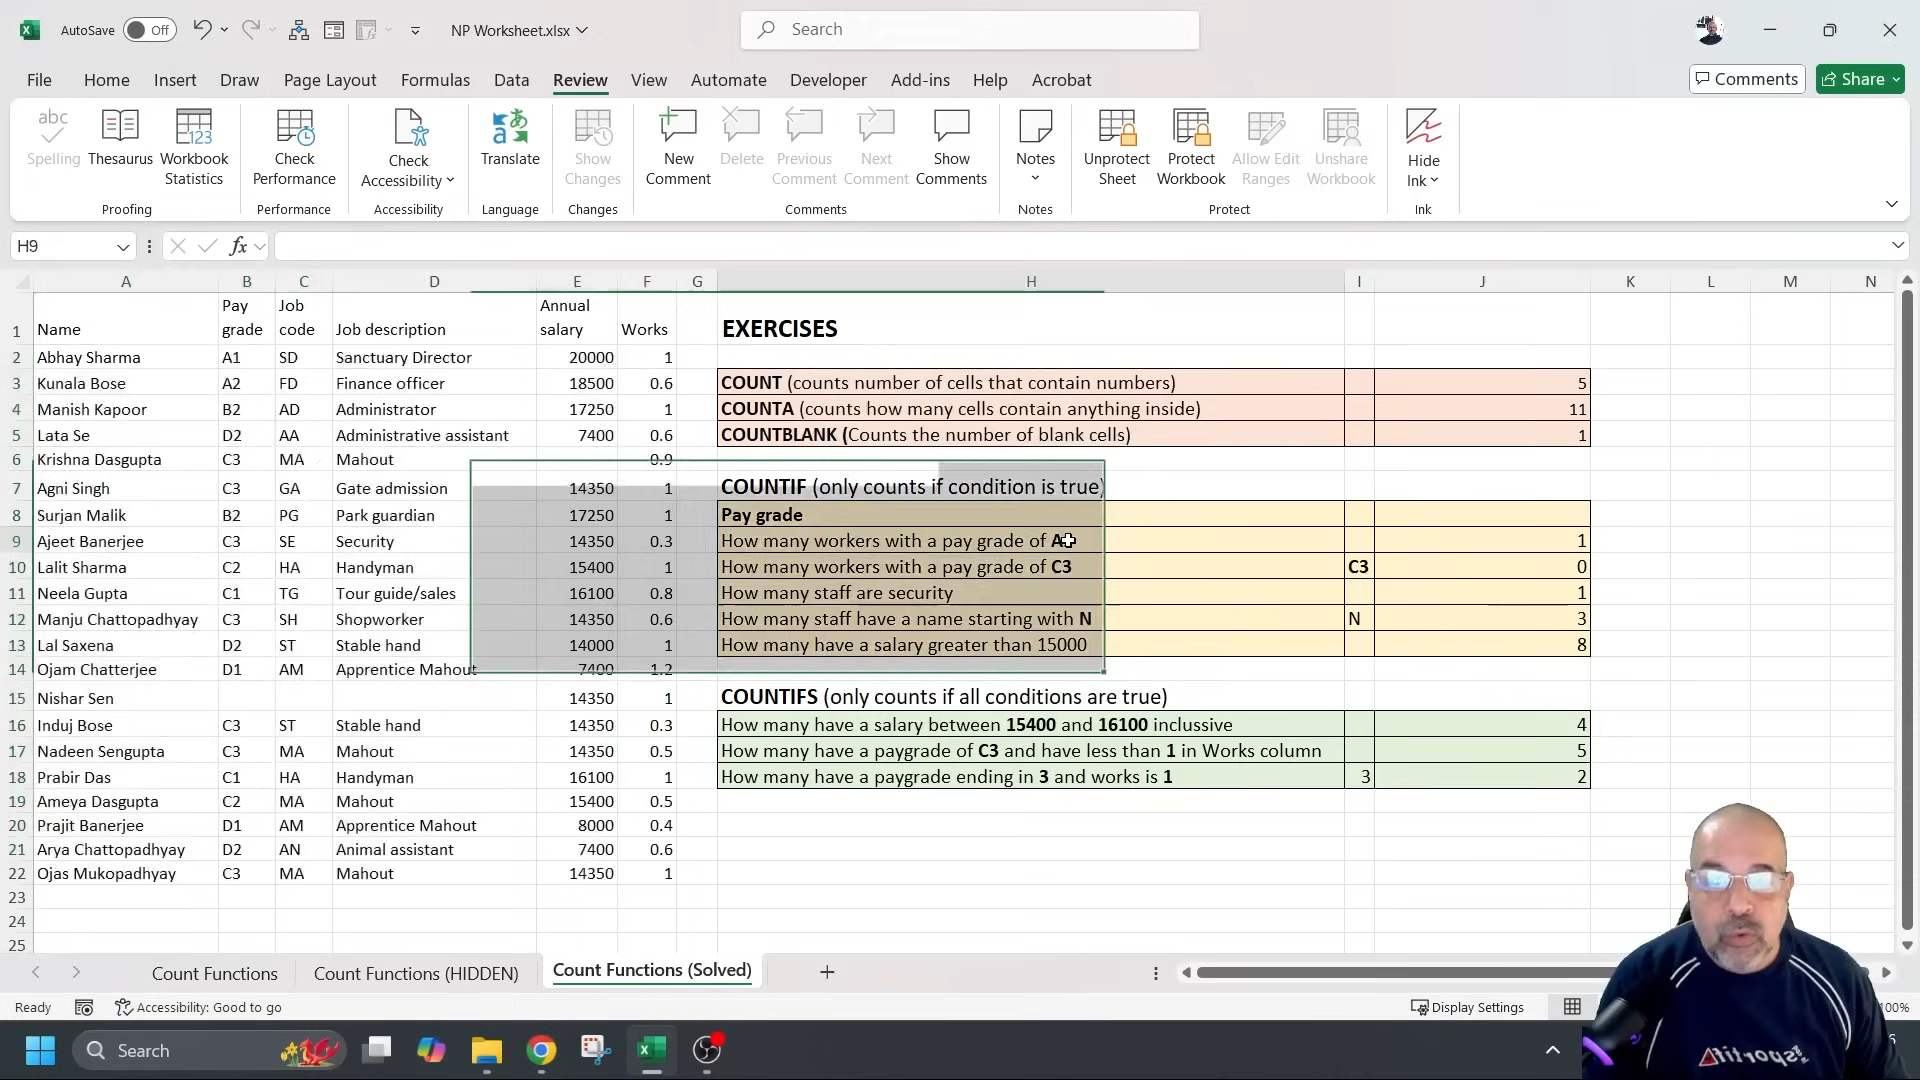 AutoSave Off NP Worksheet.xlsx Search
File Home Insert Draw Page Layout Formulas Data Review View Automate Developer Add-ins Help Acrobat Comments Share
abc Spelling Thesaurus 123 Workbook Statistics Check Performance Check Accessibility Translate Show Changes New Comment Delete Previous Comment Next Comment Show Comments Notes Unprotect Sheet Protect Workbook Allow Edit Ranges Unshare Workbook Hide Ink
Proofing Performance Accessibility Language Changes Comments Notes Protect Ink
H9 fx
A B C D E F G H I J K L M N
1 Name Pay grade Job code Job description Annual salary Works EXERCISES
2 Abhay Sharma A1 SD Sanctuary Director 20000 1
3 Kunala Bose A2 FD Finance officer 18500 0.6 COUNT (counts number of cells that contain numbers) 5
4 Manish Kapoor B2 AD Administrator 17250 1 COUNTA (counts how many cells contain anything inside) 11
5 Lata Se D2 AA Administrative assistant 7400 0.6 COUNTBLANK (Counts the number of blank cells) 1
6 Krishna Dasgupta C3 MA Mahout 0.9
7 Agni Singh C3 GA Gate admission 14350 1 COUNTIF (only counts if condition is true)
8 Surjan Malik B2 PG Park guardian 17250 1 Pay grade
9 Ajeet Banerjee C3 SE Security 14350 0.3 How many workers with a pay grade of 1
10 Lalit Sharma C2 HA Handyman 15400 1 How many workers with a pay grade of C3 C3 0
11 Neela Gupta C1 TG Tour guide/sales 16100 0.8 How many staff are security 1
12 Manju Chattopadhyay C3 SH Shopworker 14350 0.6 How many staff have a name starting with N N 3
13 Lal Saxena D2 ST Stable hand 14000 1 How many have a salary greater than 15000 8
14 Ojam Chatterjee D1 AM Apprentice Mahout 7400 1.2
15 Nishar Sen 14350 1 COUNTIFS (only counts if all conditions are true)
16 Induj Bose C3 ST Stable hand 14350 0.3 How many have a salary between 15400 and 16100 inclussive 4
17 Nadeen Sengupta C3 MA Mahout 14350 0.5 How many have a paygrade of C3 and have less than 1 in Works column 5
18 Prabir Das C1 HA Handyman 16100 1 How many have a paygrade ending in 3 and works is 1 3 2
19 Ameya Dasgupta C2 MA Mahout 15400 0.5
20 Prajit Banerjee D1 AM Apprentice Mahout 8000 0.4
21 Arya Chattopadhyay D2 AN Animal assistant 7400 0.6
22 Ojas Mukopadhyay C3 MA Mahout 14350 1
23
24
25
Count Functions Count Functions (HIDDEN) Count Functions (Solved)
Ready Accessibility: Good to go Display Settings 100%
Search